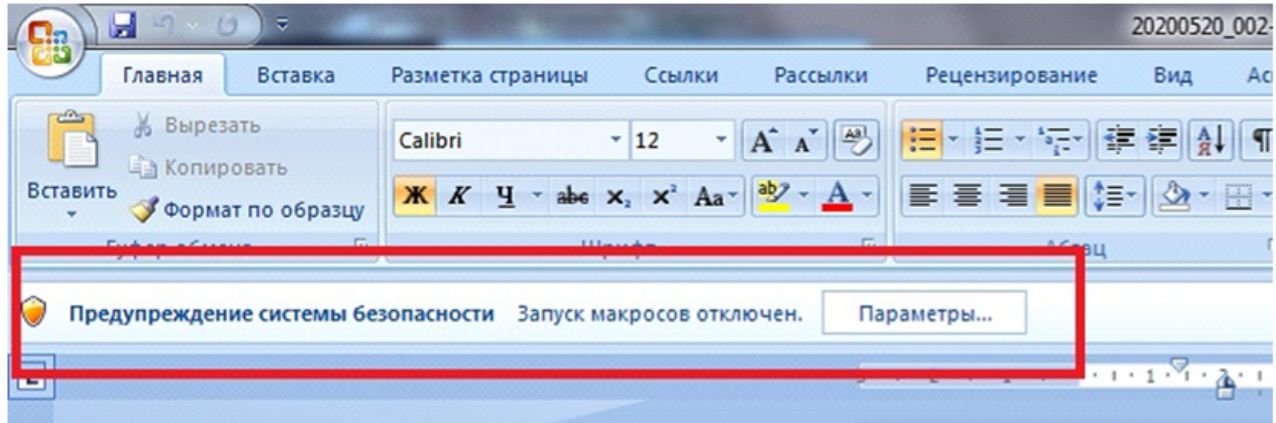 20200520_002-
Главная Вставка Разметка страницы Ссылки Рассылки Рецензирование Вид
Вырезать
Копировать
Вставить
Формат по образцу
Calibri 12
Ж К Ч abc x₂ x² Aa
Предупреждение системы безопасности Запуск макросов отключен. Параметры...